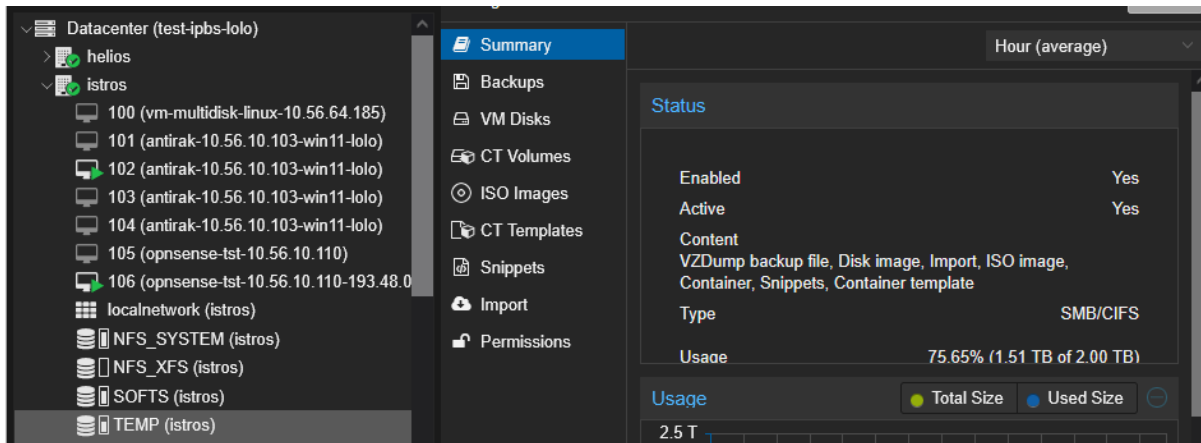 Datacenter (test-ipbs-lolo)
helios
istros
100 (vm-multidisk-linux-10.56.64.185)
101 (antirak-10.56.10.103-win11-lolo)
102 (antirak-10.56.10.103-win11-lolo)
103 (antirak-10.56.10.103-win11-lolo)
104 (antirak-10.56.10.103-win11-lolo)
105 (opnsense-tst-10.56.10.110)
106 (opnsense-tst-10.56.10.110-193.48.0
localnetwork (istros)
NFS_SYSTEM (istros)
NFS_XFS (istros)
SOFTS (istros)
TEMP (istros)
Summary
Backups
VM Disks
CT Volumes
ISO Images
CT Templates
Snippets
Import
Permissions
Hour (average)
Status
Enabled Yes
Active Yes
Content
VZDump backup file, Disk image, Import, ISO image,
Container, Snippets, Container template
Type SMB/CIFS
Usage 75.65% (1.51 TB of 2.00 TB)
Usage Total Size Used Size
2.5 T